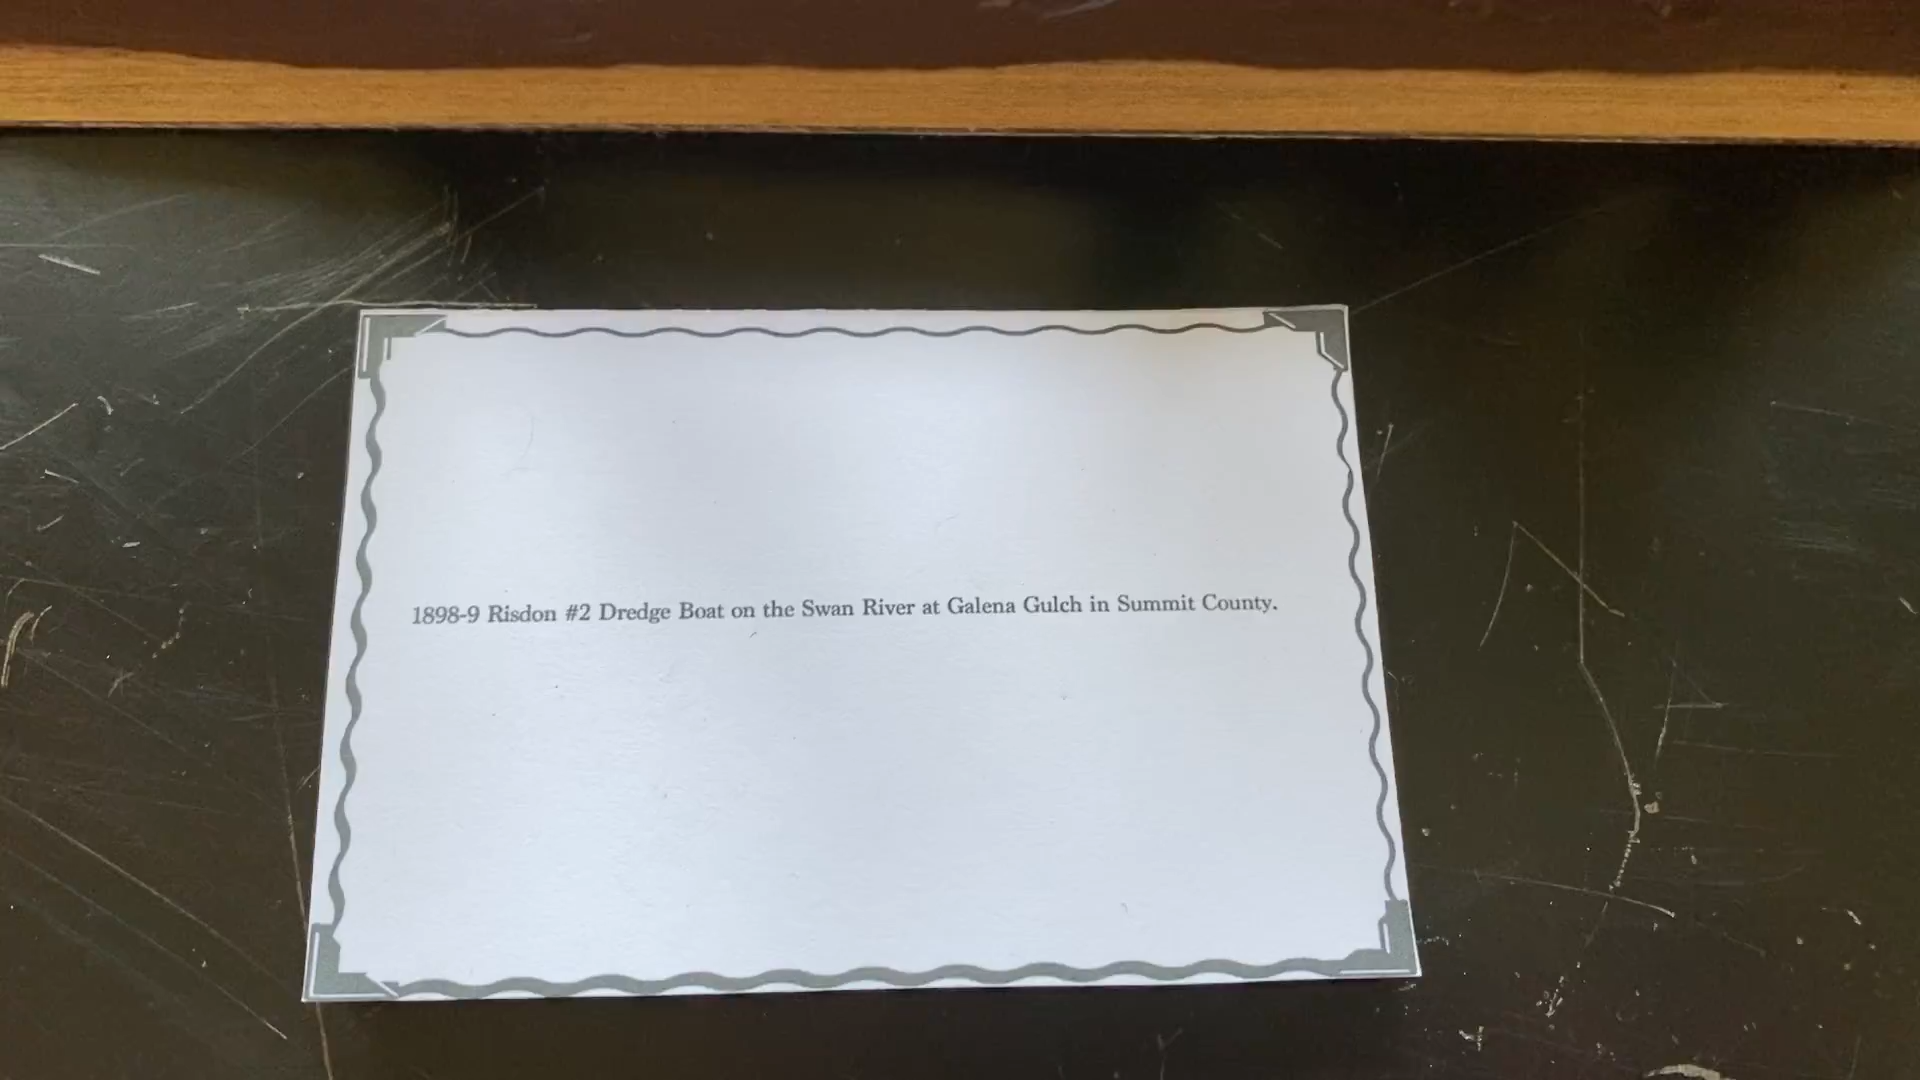 1898-9 Risdon #2 Dredge Boat on the Swan River at Galena Gulch in Summit County.